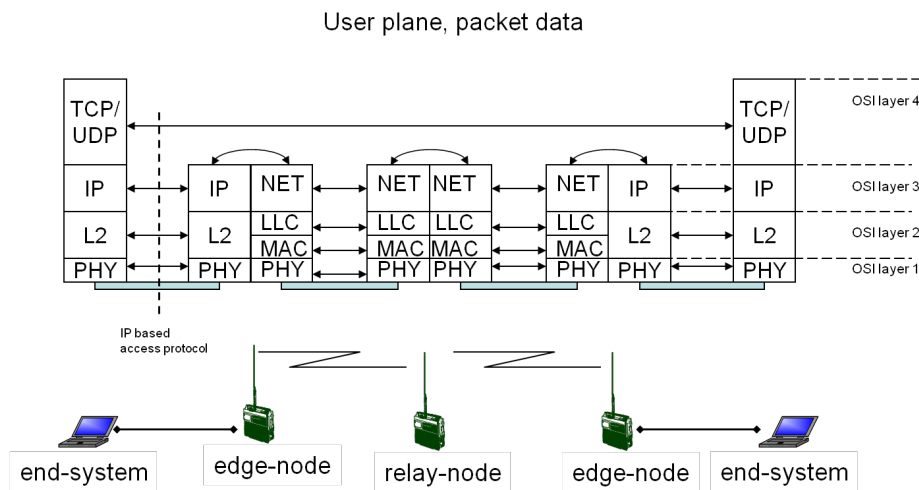 User plane, packet data
TCP/
UDP
TCP/
UDP
OSI layer 4
IP
IP
NET
NET
NET
NET
IP
IP
OSI layer 3
L2
L2
LLC
LLC
LLC
LLC
L2
L2
OSI layer 2
MAC
MAC
MAC
MAC
PHY
PHY
PHY
PHY
PHY
PHY
PHY
PHY
OSI layer 1
IP based
access protocol
end-system
edge-node
relay-node
edge-node
end-system